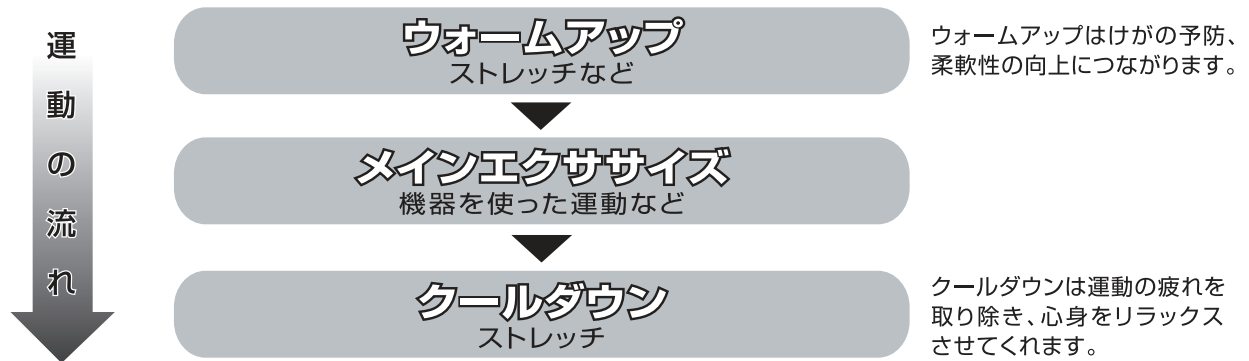 運動の流れ
ウォームアップ
ストレッチなど
ウォームアップはけがの予防、
柔軟性の向上につながります。
メインエクササイズ
機器を使った運動など
クールダウン
ストレッチ
クールダウンは運動の疲れを
取り除き、心身をリラックス
させてくれます。